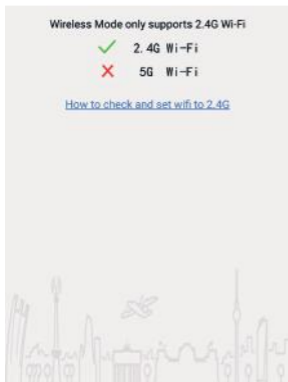 Wireless Mode only supports 2.4G Wi-Fi
2.4G Wi-Fi
5G Wi-Fi
How to check and set wifi to 2.4G